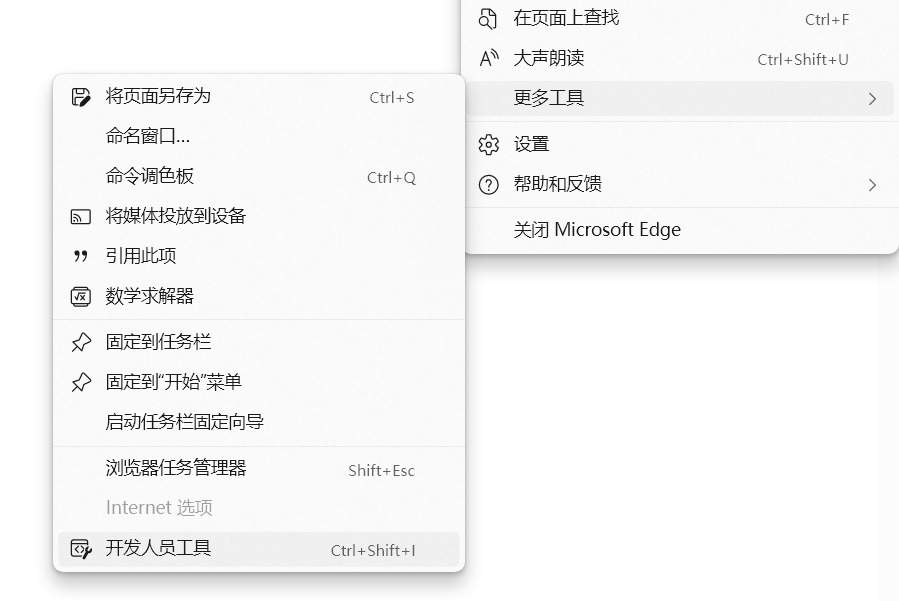 在页面上查找 Ctrl+F
大声朗读 Ctrl+Shift+U
更多工具
设置
帮助和反馈
关闭 Microsoft Edge
将页面另存为 Ctrl+S
命名窗口...
命令调色板 Ctrl+Q
将媒体投放到设备
引用此项
数学求解器
固定到任务栏
固定到“开始”菜单
启动任务栏固定向导
浏览器任务管理器 Shift+Esc
Internet 选项
开发人员工具 Ctrl+Shift+I